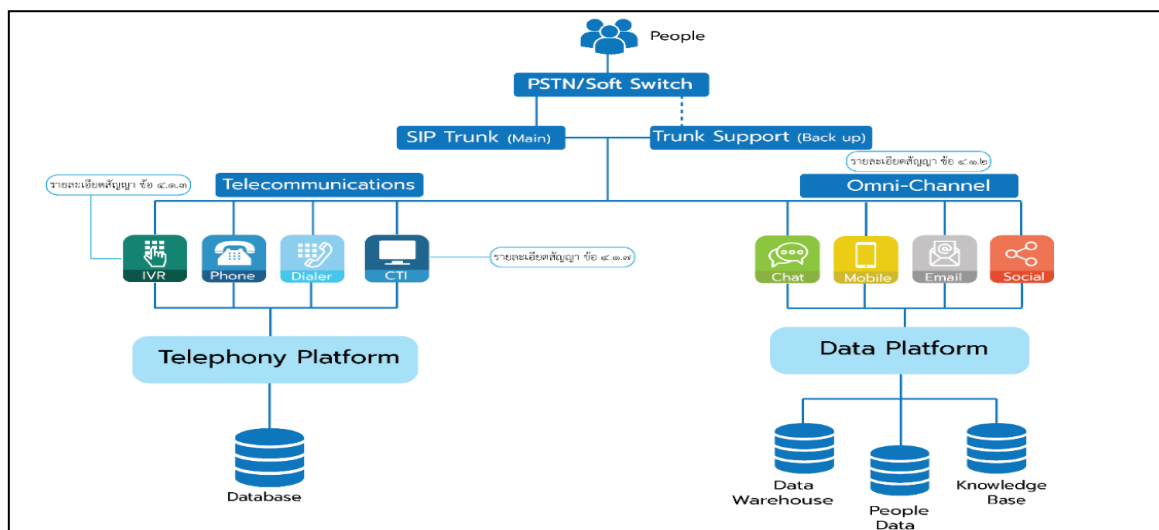 People
PSTN/Soft Switch
SIP Trunk (Main)
Trunk Support (Back up)
รายละเอียดสัญญา ข้อ ๔.๑.๓
Telecommunications
รายละเอียดสัญญา ข้อ ๔.๑.๒
Omni-Channel
IVR
Phone
Dialer
CTI
รายละเอียดสัญญา ข้อ ๔.๑.๗
Chat
Mobile
Email
Social
Telephony Platform
Data Platform
Database
Data
Warehouse
People
Data
Knowledge
Base